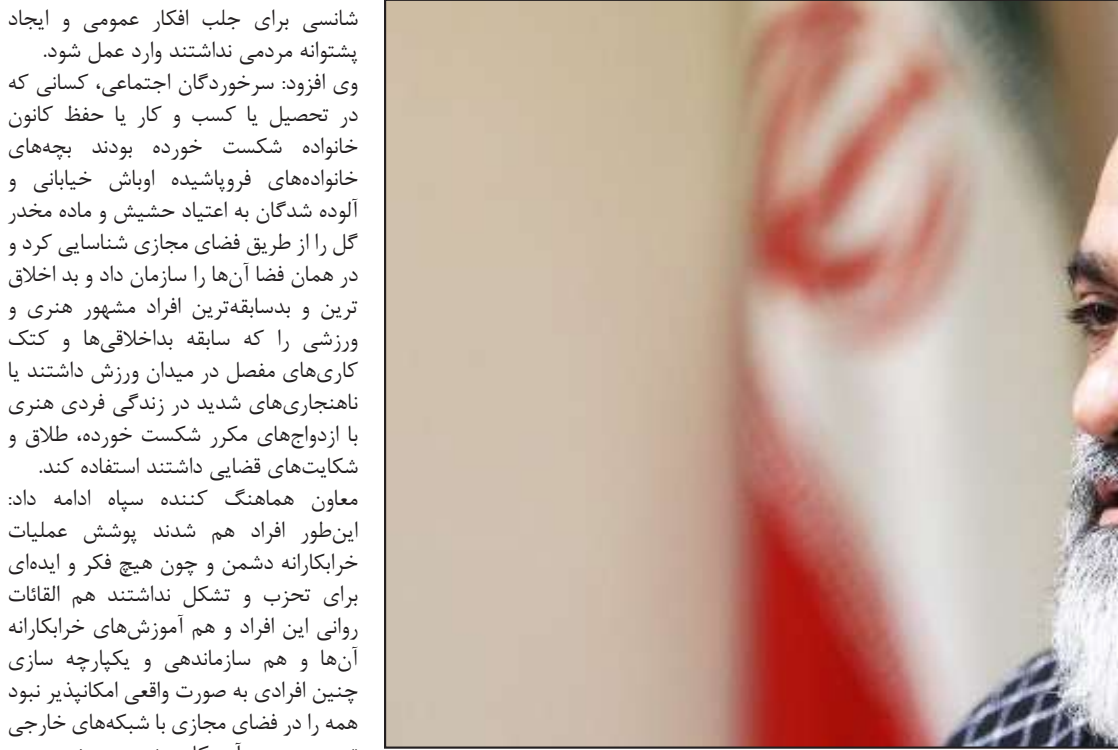 شانسی برای جلب افکار عمومی و ایجاد
پشتوانه مردمی نداشتند وارد عمل شود.
وی افزود: سرخوردگان اجتماعی، کسانی که
در تحصیل یا کسب و کار یا حفظ کانون
خانواده شکست خورده بودند بچه‌های
خانواده‌های فروپاشیده اوباش خیابانی و
آلوده شدگان به اعتیاد حشیش و ماده مخدر
گل را از طریق فضای مجازی شناسایی کرد و
در همان فضا آن‌ها را سازمان داد و بد اخلاق
ترین و بدسابقه‌ترین افراد مشهور هنری و
ورزشی را که سابقه بداخلاقی‌ها و کتک
کاری‌های مفصل در میدان ورزش داشتند یا
ناهنجاری‌های شدید در زندگی فردی هنری
با ازدواج‌های مکرر شکست خورده، طلاق و
شکایت‌های قضایی داشتند استفاده کند.
معاون هماهنگ کننده سپاه ادامه داد:
این‌طور افراد هم شدند پوشش عملیات
خرابکارانه دشمن و چون هیچ فکر و ایده‌ای
برای تحزب و تشکل نداشتند هم القائات
روانی این افراد و هم آموزش‌های خرابکارانه
آن‌ها و هم سازماندهی و یکپارچه سازی
چنین افرادی به صورت واقعی امکانپذیر نبود
همه را در فضای مجازی با شبکه‌های خارجی